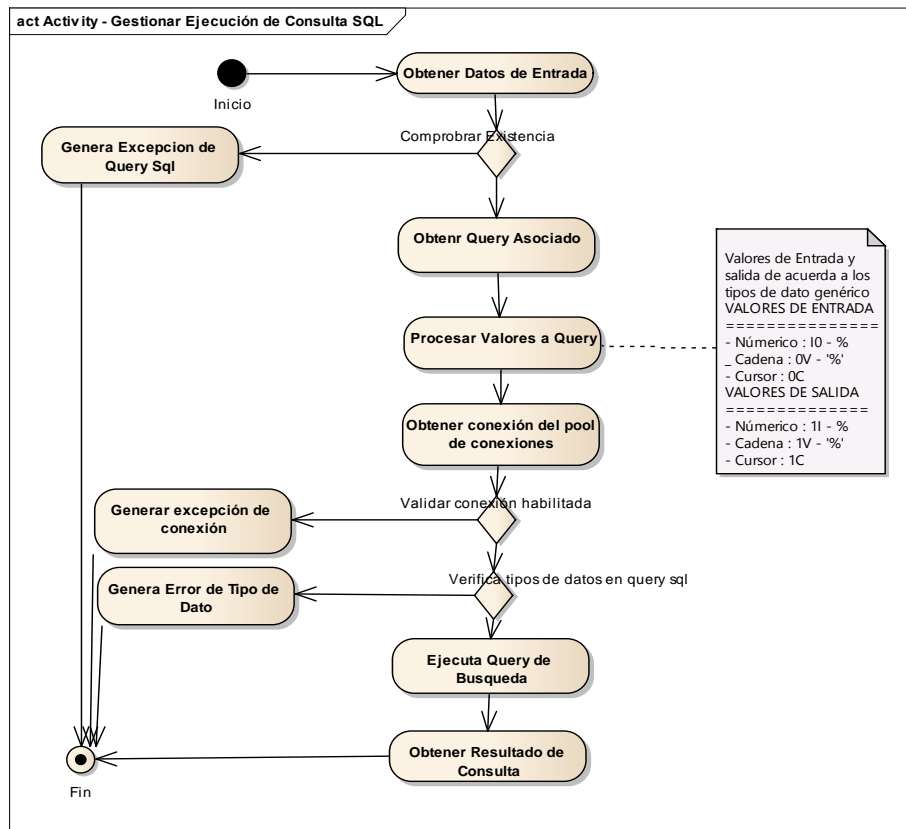 act Activity - Gestionar Ejecución de Consulta SQL
Obtener Datos de Entrada
Inicio
Comprobrar Existencia
Genera Excepcion de
Query Sql
Obtenr Query Asociado
Valores de Entrada y
salida de acuerda a los
tipos de dato genérico
VALORES DE ENTRADA
===============
- Númerico : I0 - %
_ Cadena : 0V - '%'
- Cursor : 0C
VALORES DE SALIDA
==============
- Númerico : 1I - %
- Cadena : 1V - '%'
- Cursor : 1C
Procesar Valores a Query
Obtener conexión del pool
de conexiones
Validar conexión habilitada
Generar excepción de
conexión
Verifica tipos de datos en query sql
Genera Error de Tipo de
Dato
Ejecuta Query de
Busqueda
Obtener Resultado de
Consulta
Fin